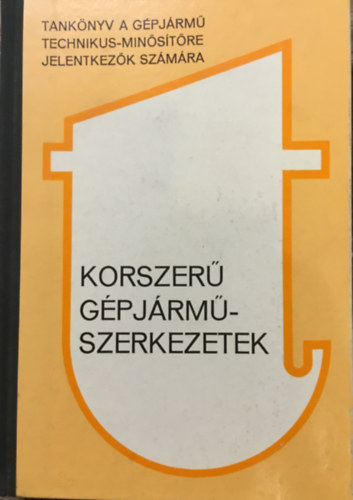 TANKÖNYV A GÉPJÁRMŰ
TECHNIKUS-MINŐSÍTŐRE
JELENTKEZŐK SZÁMÁRA
KORSZERŰ
GÉPJÁRMŰ-
SZERKEZETEK